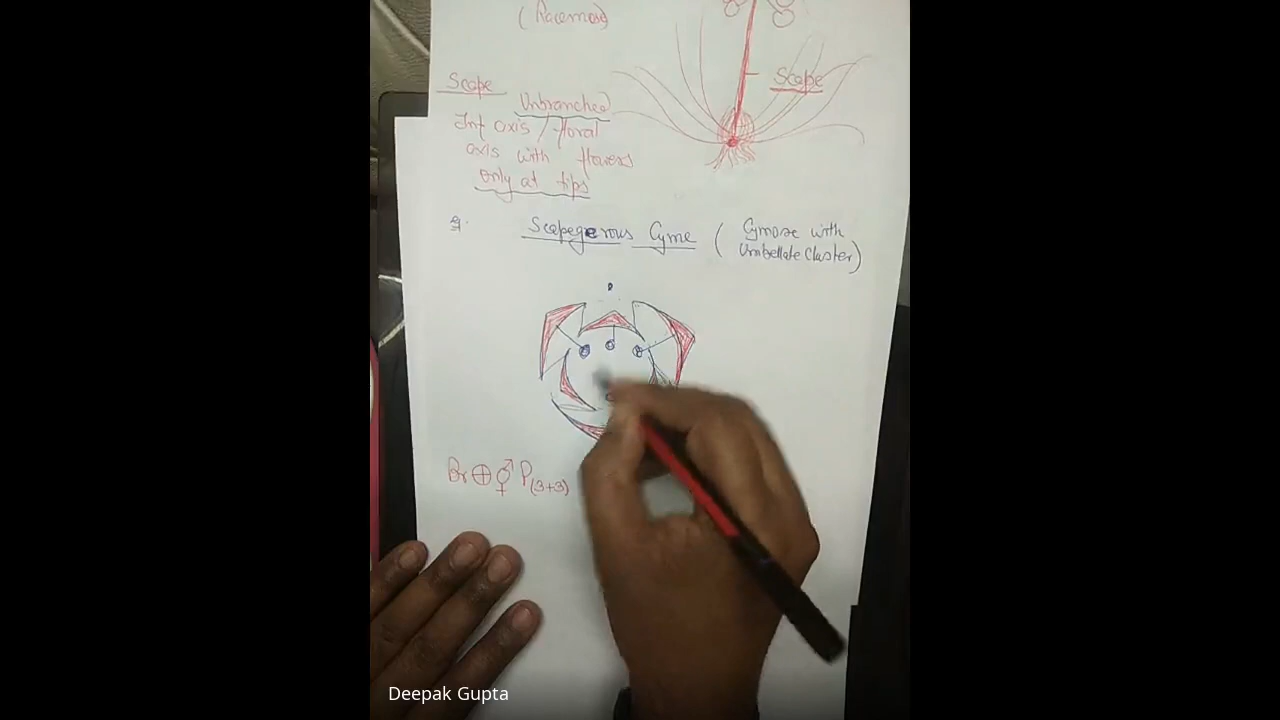 (Racemose)
Scape
Scape
Unbranched
Inf axis / floral
axis with flowers
only at tips
eg.
Scapegerous Cyme ( Cymose with
Umbellate Cluster)
Br ⊕ ⚥ P(3+3)
Deepak Gupta